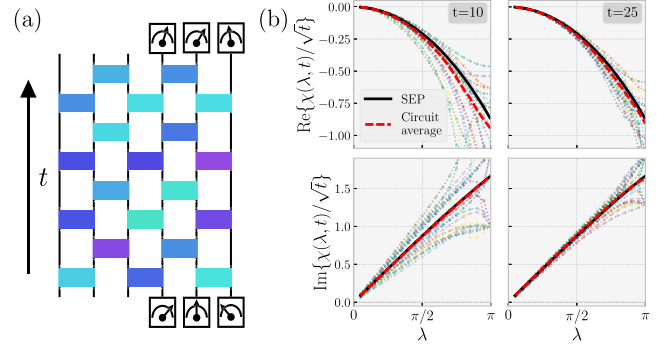 (a)
t
(b)
t=10
t=25
Re{χ(λ,t)/√t}
0.00
−0.25
−0.50
−0.75
−1.00
SEP
Circuit
average
Im{χ(λ,t)/√t}
1.5
1.0
0.5
0.0
0
π/2
π
0
π/2
π
λ
λ